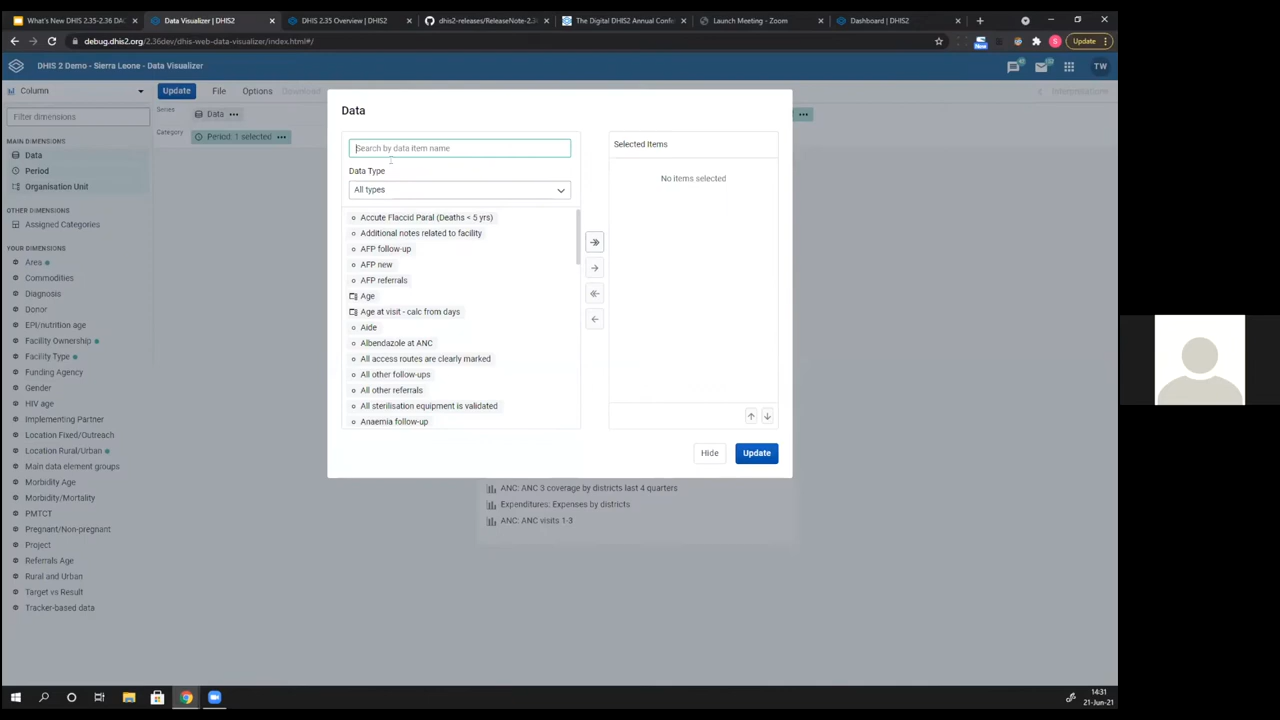 What's New DHIS 2.35-2.36 DAC
Data Visualizer | DHIS2
DHIS 2.35 Overview | DHIS2
dhis2-releases/ReleaseNote-2.3
The Digital DHIS2 Annual Confe
Launch Meeting - Zoom
Dashboard | DHIS2
debug.dhis2.org/2.36dev/dhis-web-data-visualizer/index.html#/
New
S
Update
DHIS 2 Demo - Sierra Leone - Data Visualizer
TW
Column
Update
File
Options
Download
Interpretations
Filter dimensions
Series
Data
Category
Period: 1 selected
MAIN DIMENSIONS
Data
Period
Organisation Unit
OTHER DIMENSIONS
Assigned Categories
YOUR DIMENSIONS
Area
Commodities
Diagnosis
Donor
EPI/nutrition age
Facility Ownership
Facility Type
Funding Agency
Gender
HIV age
Implementing Partner
Location Fixed/Outreach
Location Rural/Urban
Main data element groups
Morbidity Age
Morbidity/Mortality
PMTCT
Pregnant/Non-pregnant
Project
Referrals Age
Rural and Urban
Target vs Result
Tracker-based data
Data
Search by data item name
Data Type
All types
Accute Flaccid Paral (Deaths < 5 yrs)
Additional notes related to facility
AFP follow-up
AFP new
AFP referrals
Age
Age at visit - calc from days
Aide
Albendazole at ANC
All access routes are clearly marked
All other follow-ups
All other referrals
All sterilisation equipment is validated
Anaemia follow-up
Selected Items
No items selected
Hide
Update
ANC: ANC 3 coverage by districts last 4 quarters
Expenditures: Expenses by districts
ANC: ANC visits 1-3
14:31
21-Jun-21